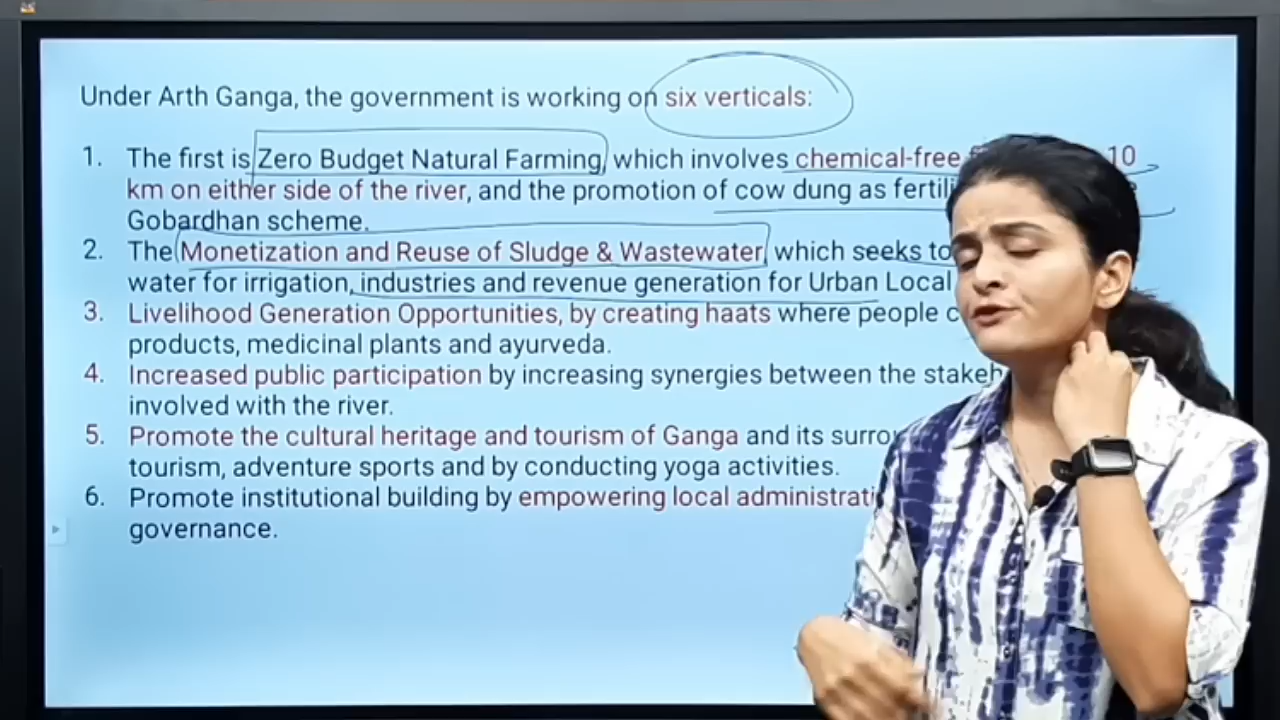 Under Arth Ganga, the government is working on six verticals:
1. The first is Zero Budget Natural Farming, which involves chemical-free 10
km on either side of the river, and the promotion of cow dung as
Gobardhan scheme.
2. The Monetization and Reuse of Sludge & Wastewater, which seeks to
water for irrigation, industries and revenue generation for Urban Local
3. Livelihood Generation Opportunities, by creating haats where people
products, medicinal plants and ayurveda.
4. Increased public participation by increasing synergies between the
involved with the river.
5. Promote the cultural heritage and tourism of Ganga and its
tourism, adventure sports and by conducting yoga activities.
6. Promote institutional building by empowering local
governance.